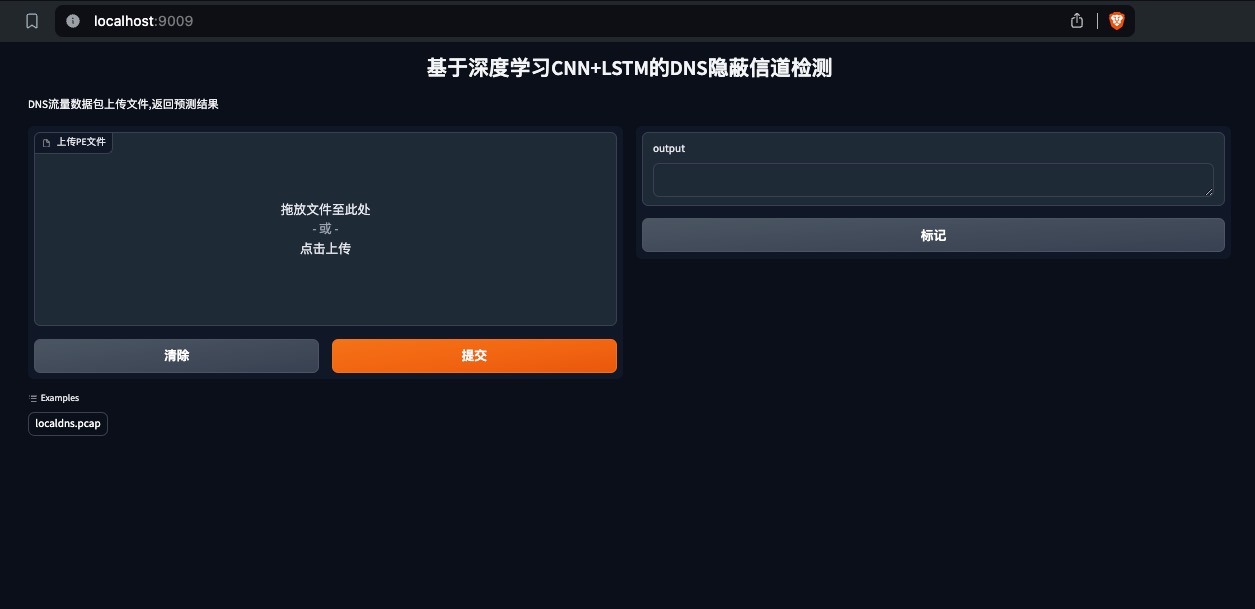 localhost:9009
基于深度学习CNN+LSTM的DNS隐蔽信道检测
DNS流量数据包上传文件,返回预测结果
上传PE文件
拖放文件至此处
- 或 -
点击上传
清除
提交
output
标记
Examples
localdns.pcap